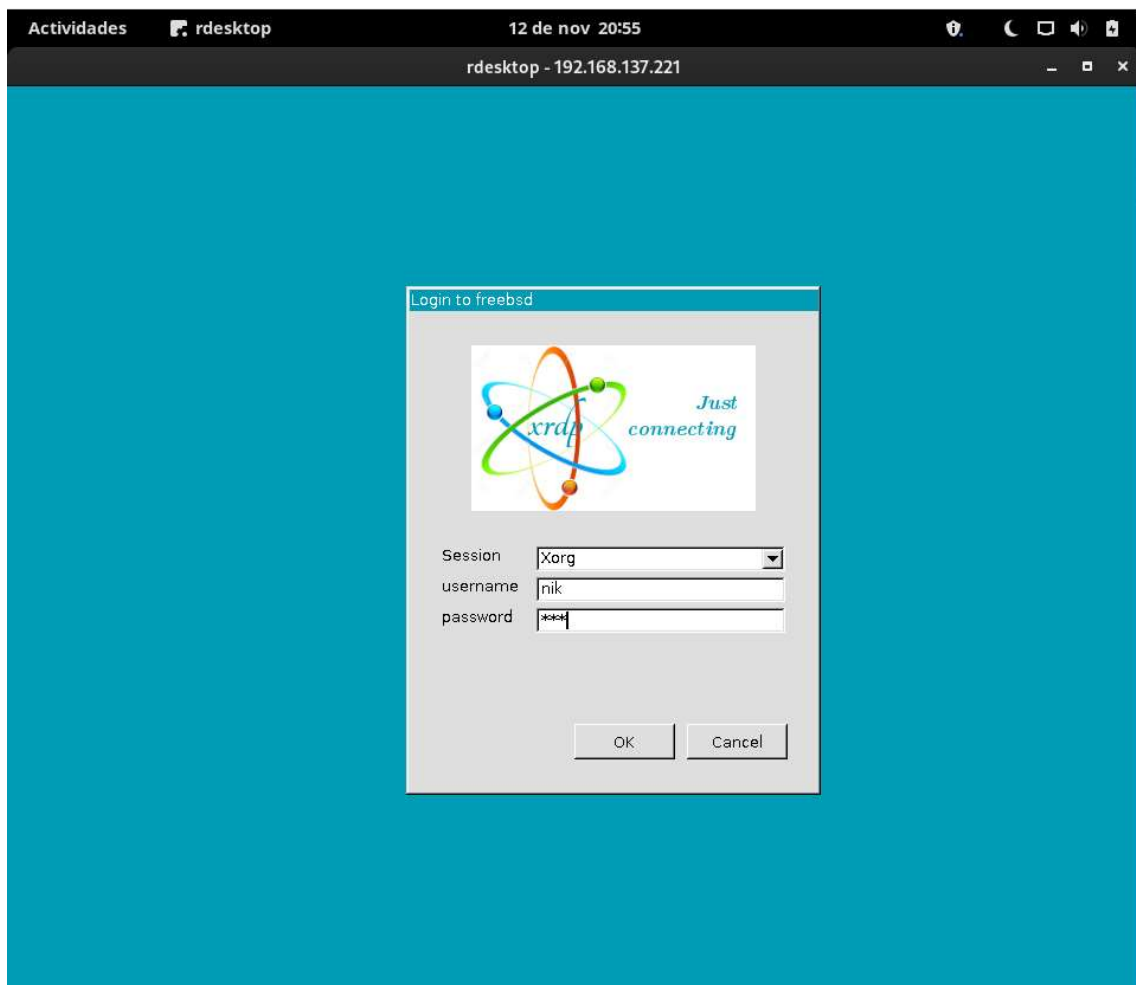 Actividades rdesktop 12 de nov 20:55
rdesktop - 192.168.137.221
Login to freebsd
Just
xrdp connecting
Session Xorg
username nik
password ***
OK Cancel